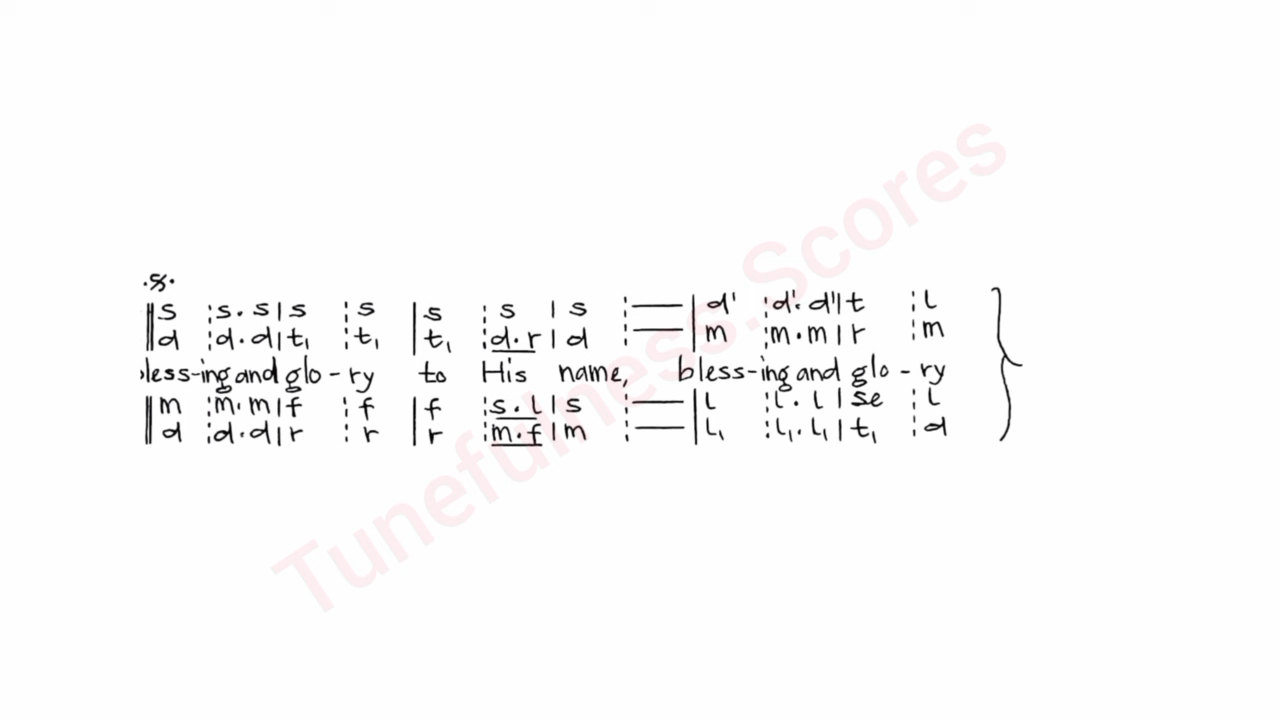 .S.
‖s :s.s|s :s |s :s |s :— |d' :d'.d'|t :l
‖d :d.d|t₁ :t₁ |t₁ :d.r|d :— |m :m.m|r :m
bless-ing and glo-ry to His name, bless-ing and glo-ry
‖m :m.m|f :f |f :s.l|s :— |l :l.l|se :l
‖d :d.d|r :r |r :m.f|m :— |l₁ :l₁.l₁|t₁ :d
Tunefulness.Scores